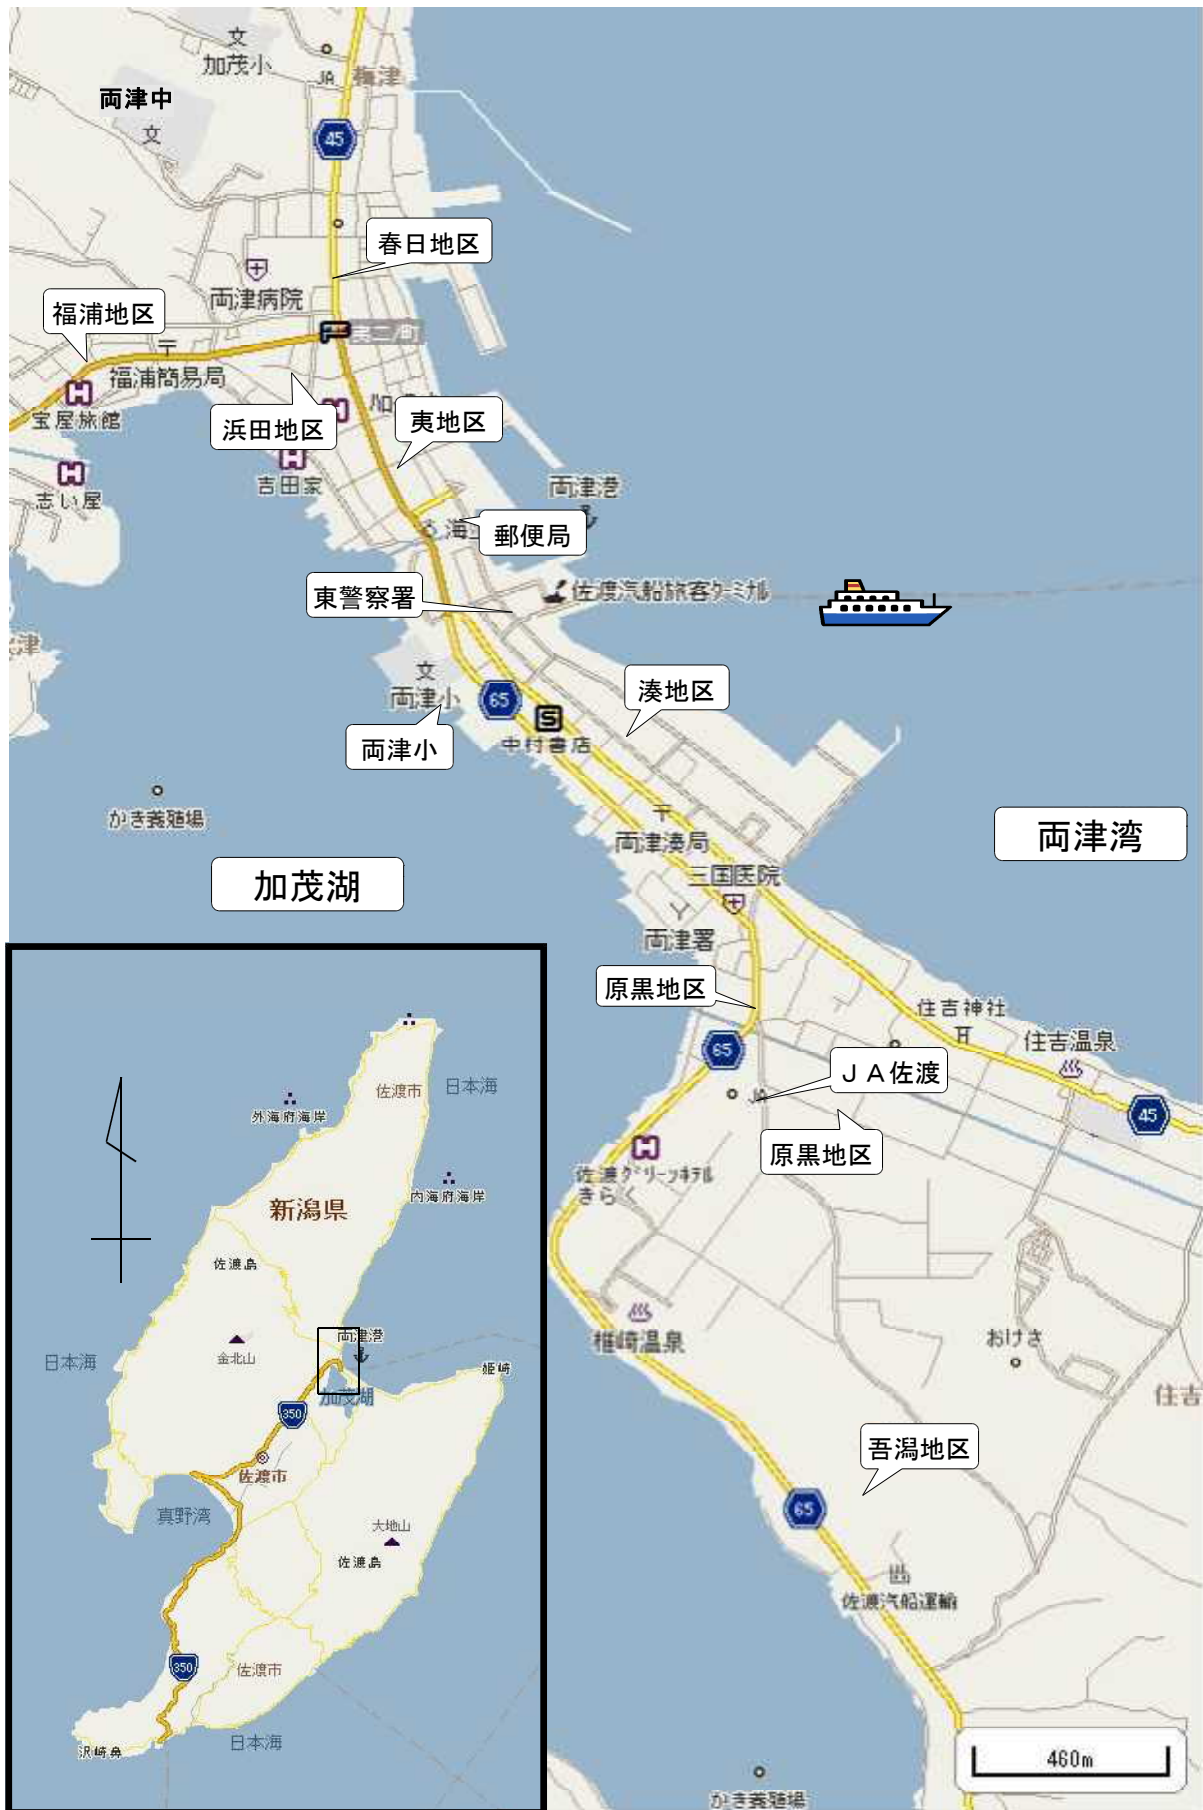 文
加茂小
JA
梅津
両津中
文
45
春日地区
両津病院
福浦地区
〒
福浦簡易局
宝屋旅館
浜田地区
夷地区
吉田家
志い屋
両津港
海
郵便局
東警察署
佐渡汽船旅客ターミナル
津
文
両津小
65
湊地区
両津小
S
中村書店
かき養殖場
〒
両津湊局
両津湾
加茂湖
三国医院
両津署
原黒地区
住吉神社
住吉温泉
65
JA佐渡
JA
45
原黒地区
佐渡グリーンホテル
きらく
椎崎温泉
おけさ
住吉
吾潟地区
65
佐渡汽船運輸
460m
かき養殖場
佐渡市
日本海
外海府海岸
内海府海岸
新潟県
佐渡島
両津港
金北山
日本海
姫崎
加茂湖
350
佐渡市
真野湾
大地山
佐渡島
350
佐渡市
日本海
沢崎鼻